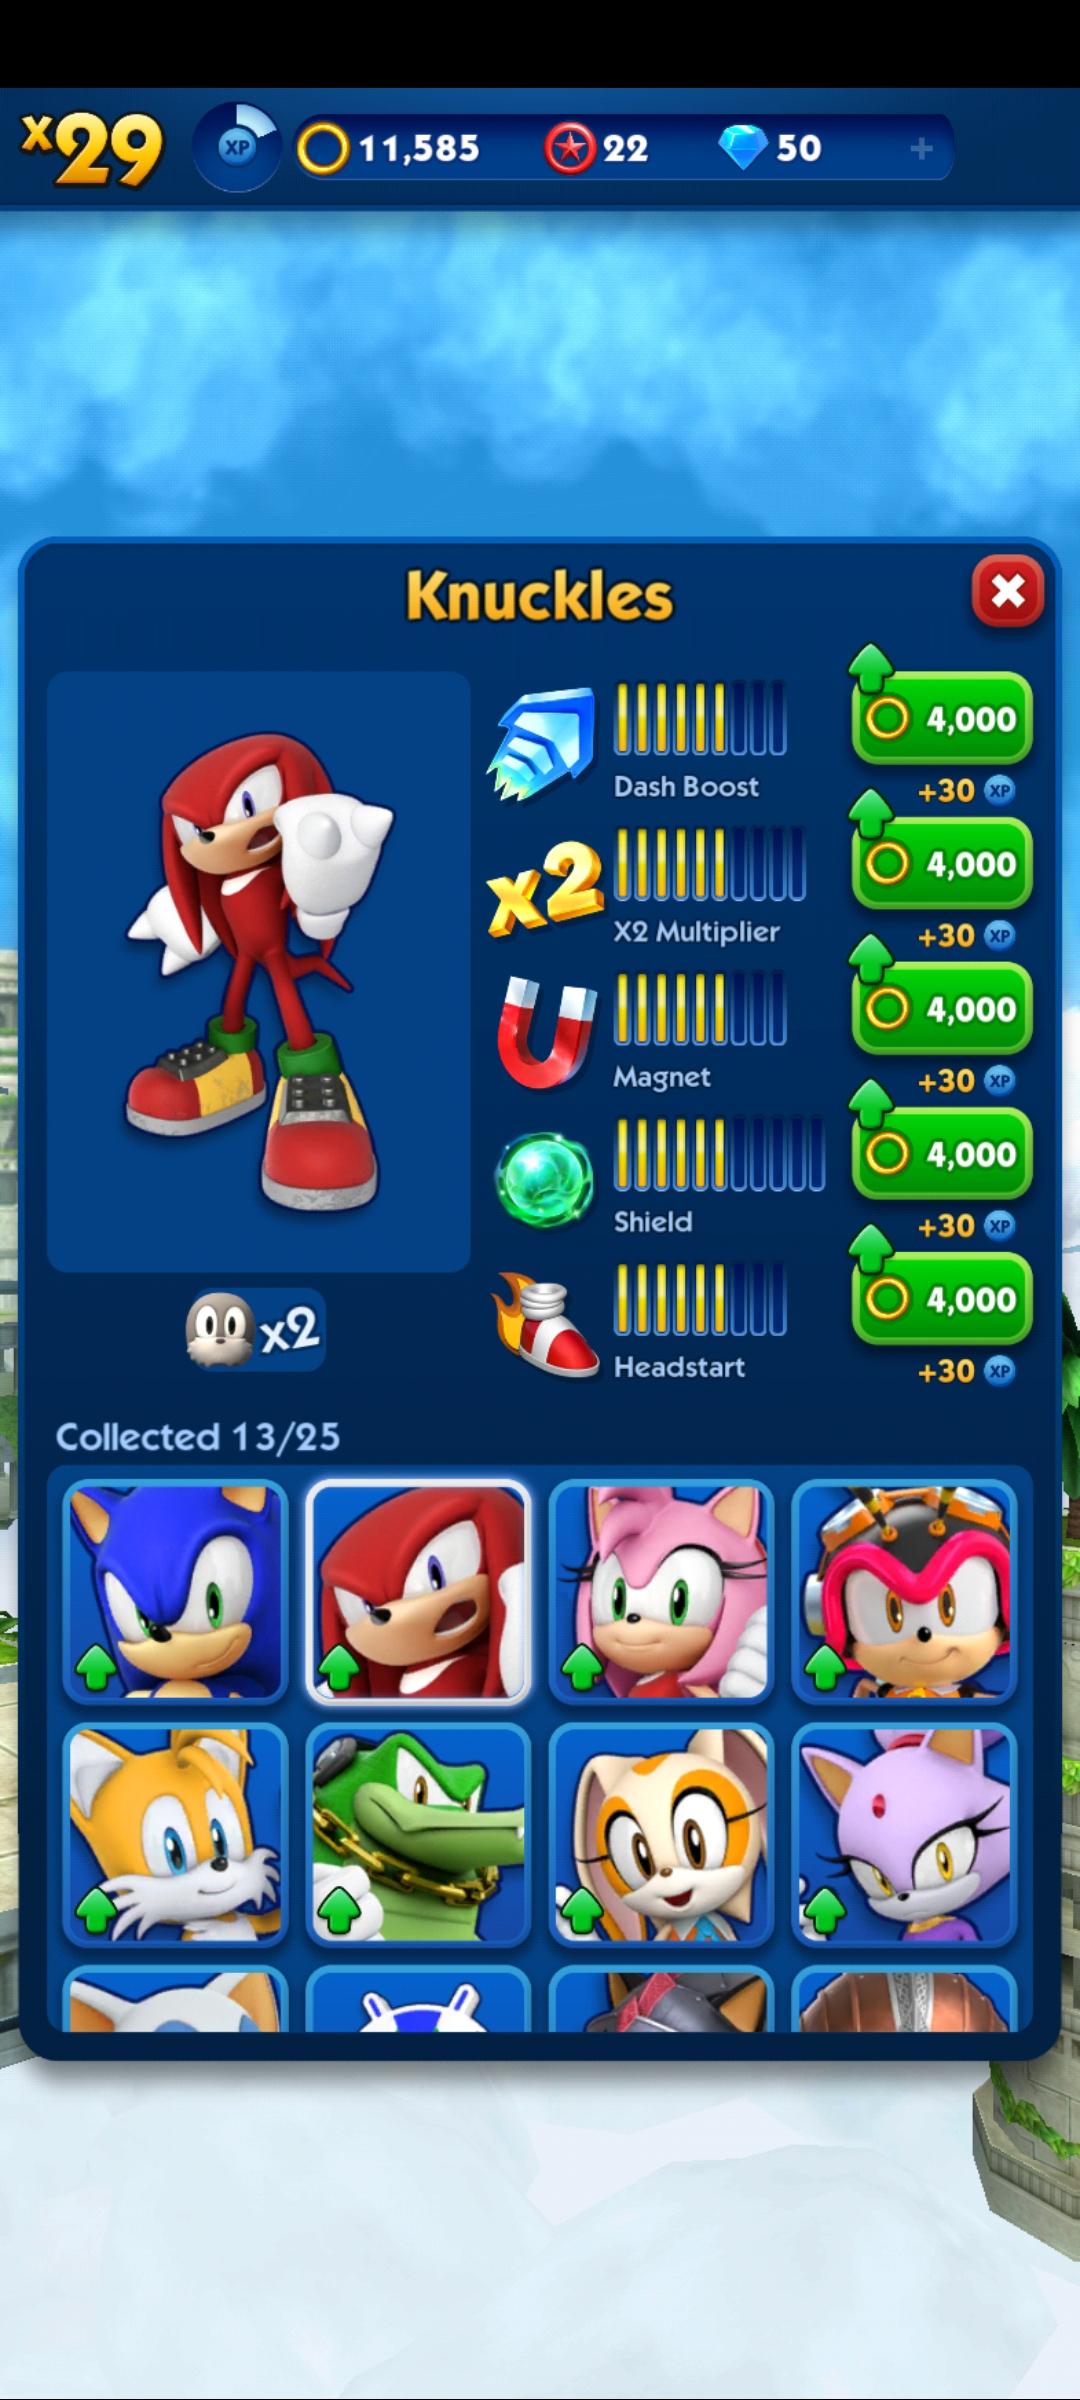 x29 XP 11,585 22 50 +
Knuckles
4,000
Dash Boost +30 XP
x2 4,000
X2 Multiplier +30 XP
4,000
Magnet +30 XP
4,000
Shield +30 XP
4,000
x2
Headstart +30 XP
Collected 13/25